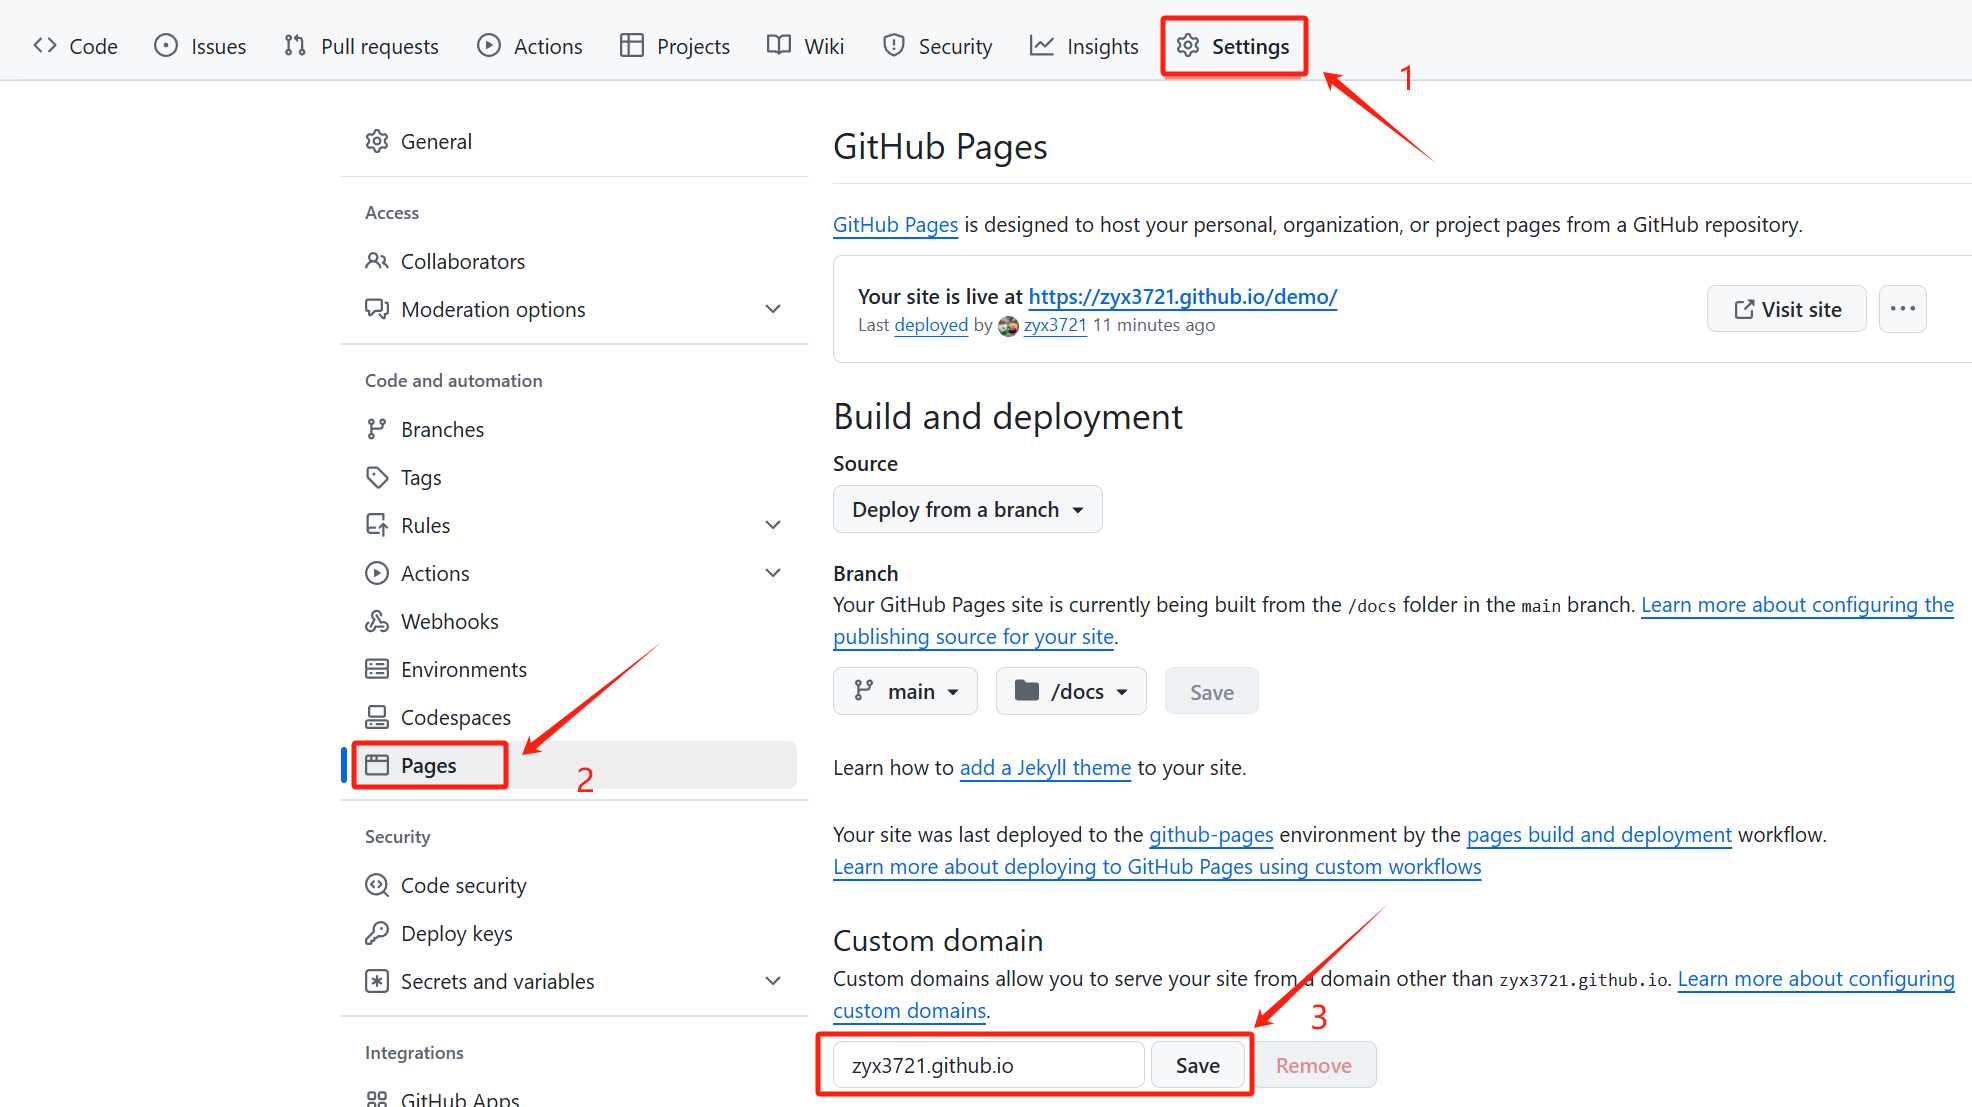 Code Issues Pull requests Actions Projects Wiki Security Insights Settings
1
General
Access
Collaborators
Moderation options
Code and automation
Branches
Tags
Rules
Actions
Webhooks
Environments
Codespaces
Pages
2
Security
Code security
Deploy keys
Secrets and variables
Integrations
GitHub Apps
GitHub Pages
GitHub Pages is designed to host your personal, organization, or project pages from a GitHub repository.
Your site is live at https://zyx3721.github.io/demo/
Last deployed by zyx3721 11 minutes ago
Visit site
Build and deployment
Source
Deploy from a branch
Branch
Your GitHub Pages site is currently being built from the /docs folder in the main branch. Learn more about configuring the
publishing source for your site.
main /docs Save
Learn how to add a Jekyll theme to your site.
Your site was last deployed to the github-pages environment by the pages build and deployment workflow.
Learn more about deploying to GitHub Pages using custom workflows
Custom domain
Custom domains allow you to serve your site from a domain other than zyx3721.github.io. Learn more about configuring
custom domains.
3
zyx3721.github.io Save Remove